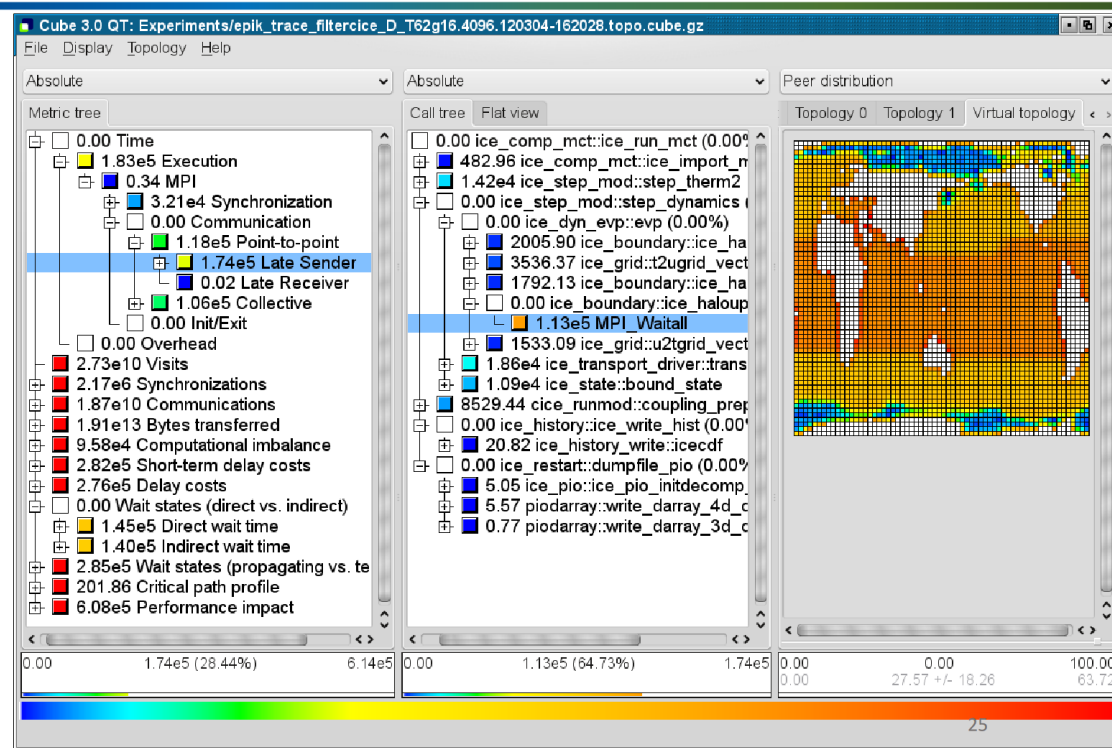 Cube 3.0 QT: Experiments/epik_trace_filtercice_D_T62g16.4096.120304-162028.topo.cube.gz
File Display Topology Help
Absolute
Metric tree
0.00 Time
1.83e5 Execution
0.34 MPI
3.21e4 Synchronization
0.00 Communication
1.18e5 Point-to-point
1.74e5 Late Sender
0.02 Late Receiver
1.06e5 Collective
0.00 Init/Exit
0.00 Overhead
2.73e10 Visits
2.17e6 Synchronizations
1.87e10 Communications
1.91e13 Bytes transferred
9.58e4 Computational imbalance
2.82e5 Short-term delay costs
2.76e5 Delay costs
0.00 Wait states (direct vs. indirect)
1.45e5 Direct wait time
1.40e5 Indirect wait time
2.85e5 Wait states (propagating vs. te
201.86 Critical path profile
6.08e5 Performance impact
0.00 1.74e5 (28.44%) 6.14e5
Absolute
Call tree Flat view
0.00 ice_comp_mct::ice_run_mct (0.00%
482.96 ice_comp_mct::ice_import_m
1.42e4 ice_step_mod::step_therm2
0.00 ice_step_mod::step_dynamics (
0.00 ice_dyn_evp::evp (0.00%)
2005.90 ice_boundary::ice_ha
3536.37 ice_grid::t2ugrid_vect
1792.13 ice_boundary::ice_ha
0.00 ice_boundary::ice_haloup
1.13e5 MPI_Waitall
1533.09 ice_grid::u2tgrid_vect
1.86e4 ice_transport_driver::trans
1.09e4 ice_state::bound_state
8529.44 cice_runmod::coupling_prep
0.00 ice_history::ice_write_hist (0.00%
20.82 ice_history_write::icecdf
0.00 ice_restart::dumpfile_pio (0.00%
5.05 ice_pio::ice_pio_initdecomp_
5.57 piodarray::write_darray_4d_c
0.77 piodarray::write_darray_3d_c
0.00 1.13e5 (64.73%) 1.74e5
Peer distribution
Topology 0 Topology 1 Virtual topology
0.00 0.00 100.00
0.00 27.57 +/- 18.26 63.72
25